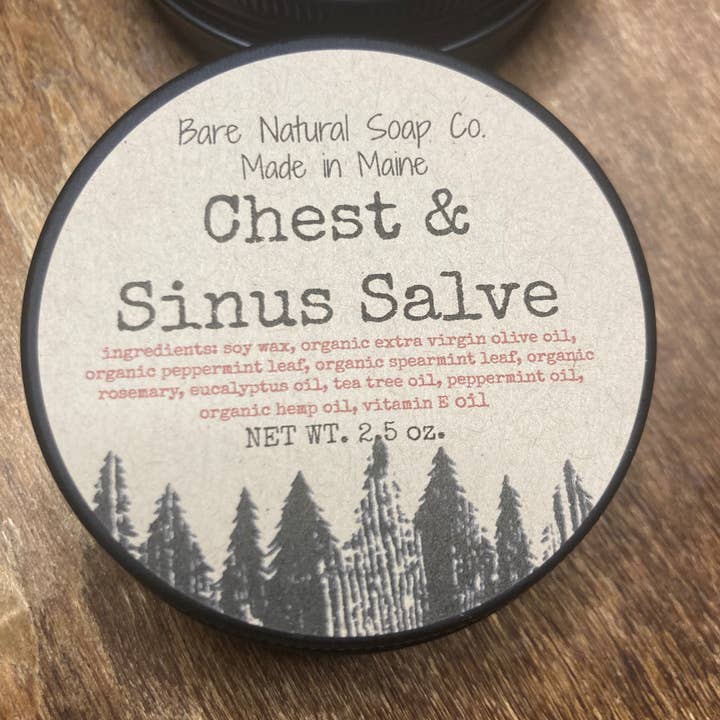 Bare Natural Soap Co.
Made in Maine
Chest &
Sinus Salve
ingredients: soy wax, organic extra virgin olive oil,
organic peppermint leaf, organic spearmint leaf, organic
rosemary, eucalyptus oil, tea tree oil, peppermint oil,
organic hemp oil, vitamin E oil
NET WT. 2.5 oz.